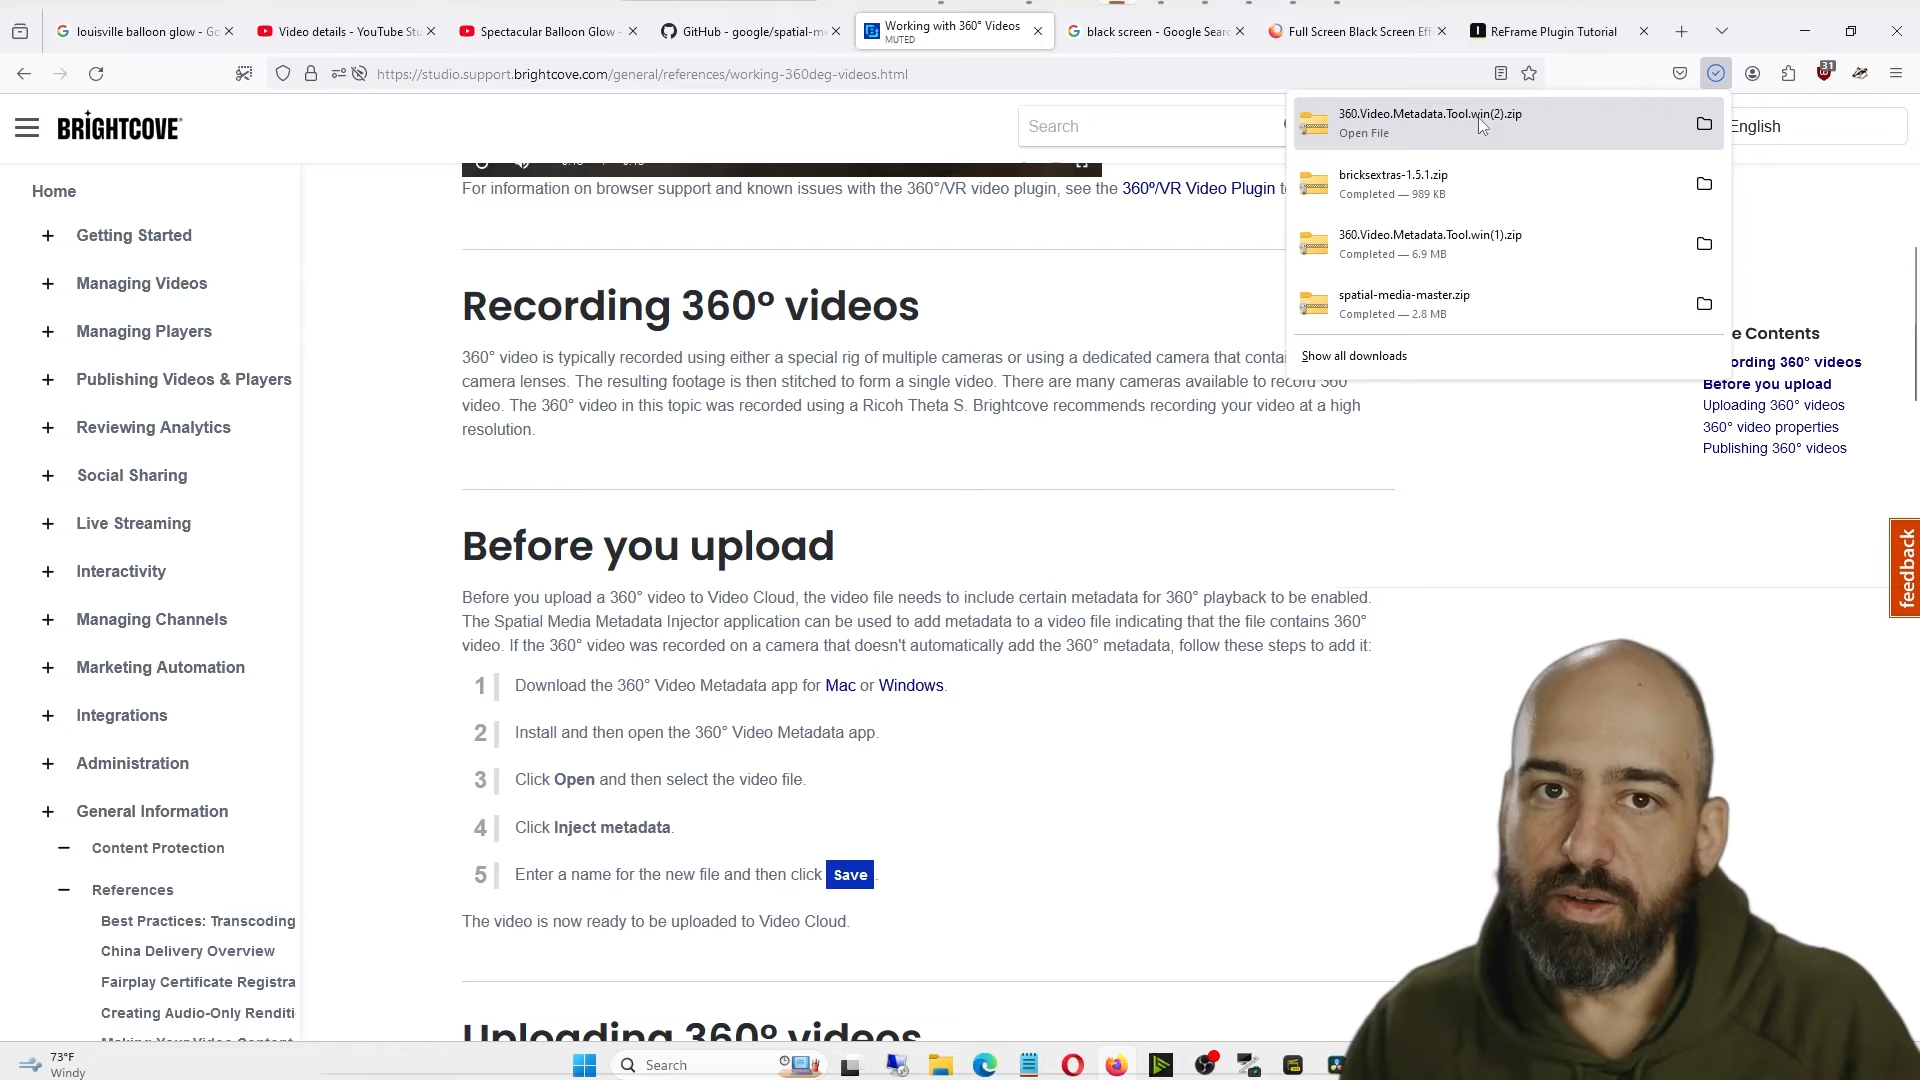 louisville balloon glow - Go
Video details - YouTube Stu
Spectacular Balloon Glow -
GitHub - google/spatial-me
Working with 360° Videos
MUTED
black screen - Google Searc
Full Screen Black Screen Eff
ReFrame Plugin Tutorial
https://studio.support.brightcove.com/general/references/working-360deg-videos.html
31
BRIGHTCOVE
Search
English
360.Video.Metadata.Tool.win(2).zip
Open File
bricksextras-1.5.1.zip
Completed — 989 KB
360.Video.Metadata.Tool.win(1).zip
Completed — 6.9 MB
spatial-media-master.zip
Completed — 2.8 MB
Show all downloads
Home
Getting Started
Managing Videos
Managing Players
Publishing Videos & Players
Reviewing Analytics
Social Sharing
Live Streaming
Interactivity
Managing Channels
Marketing Automation
Integrations
Administration
General Information
Content Protection
References
Best Practices: Transcoding
China Delivery Overview
Fairplay Certificate Registra
Creating Audio-Only Renditi
For information on browser support and known issues with the 360°/VR video plugin, see the 360º/VR Video Plugin
Recording 360° videos
360° video is typically recorded using either a special rig of multiple cameras or using a dedicated camera that
camera lenses. The resulting footage is then stitched to form a single video. There are many cameras available to record 360
video. The 360° video in this topic was recorded using a Ricoh Theta S. Brightcove recommends recording your video at a high
resolution.
Before you upload
Before you upload a 360° video to Video Cloud, the video file needs to include certain metadata for 360° playback to be enabled.
The Spatial Media Metadata Injector application can be used to add metadata to a video file indicating that the file contains 360°
video. If the 360° video was recorded on a camera that doesn't automatically add the 360° metadata, follow these steps to add it:
1 Download the 360° Video Metadata app for Mac or Windows.
2 Install and then open the 360° Video Metadata app.
3 Click Open and then select the video file.
4 Click Inject metadata.
5 Enter a name for the new file and then click Save.
The video is now ready to be uploaded to Video Cloud.
Uploading 360° videos
e Contents
ording 360° videos
Before you upload
Uploading 360° videos
360° video properties
Publishing 360° videos
feedback
73°F
Windy
Search